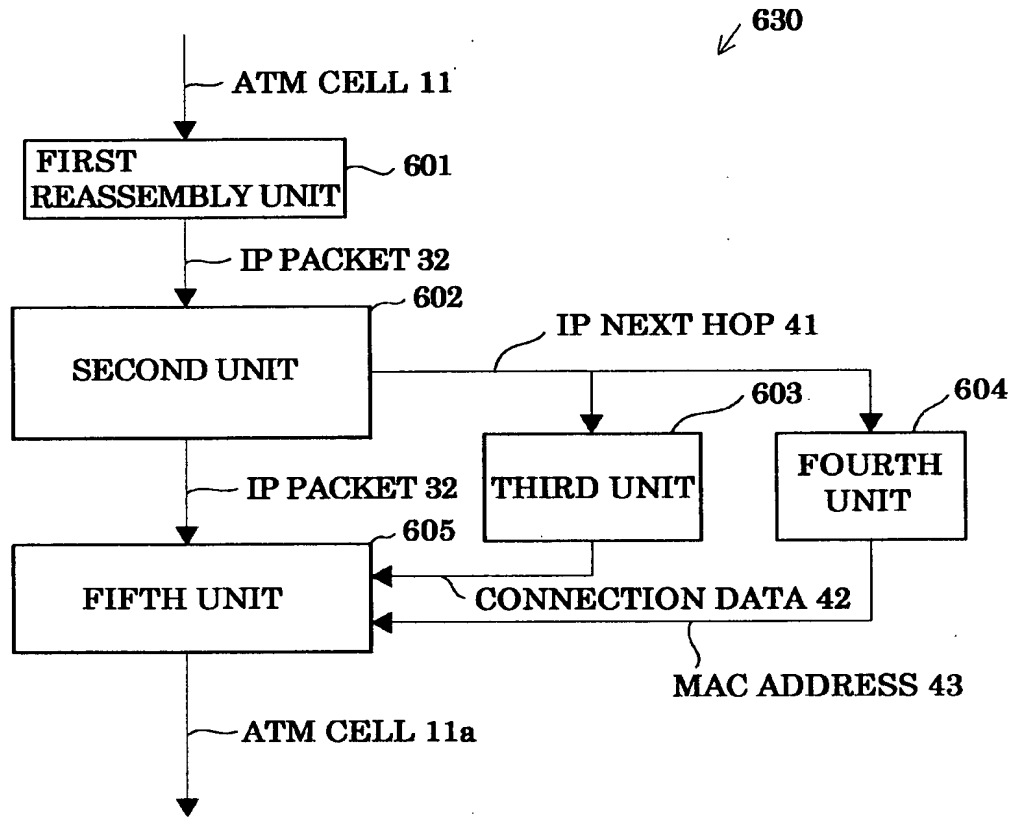 630
ATM CELL 11
FIRST
REASSEMBLY UNIT
601
IP PACKET 32
602
SECOND UNIT
IP NEXT HOP 41
603
604
THIRD UNIT
FOURTH
UNIT
IP PACKET 32
605
FIFTH UNIT
CONNECTION DATA 42
MAC ADDRESS 43
ATM CELL 11a